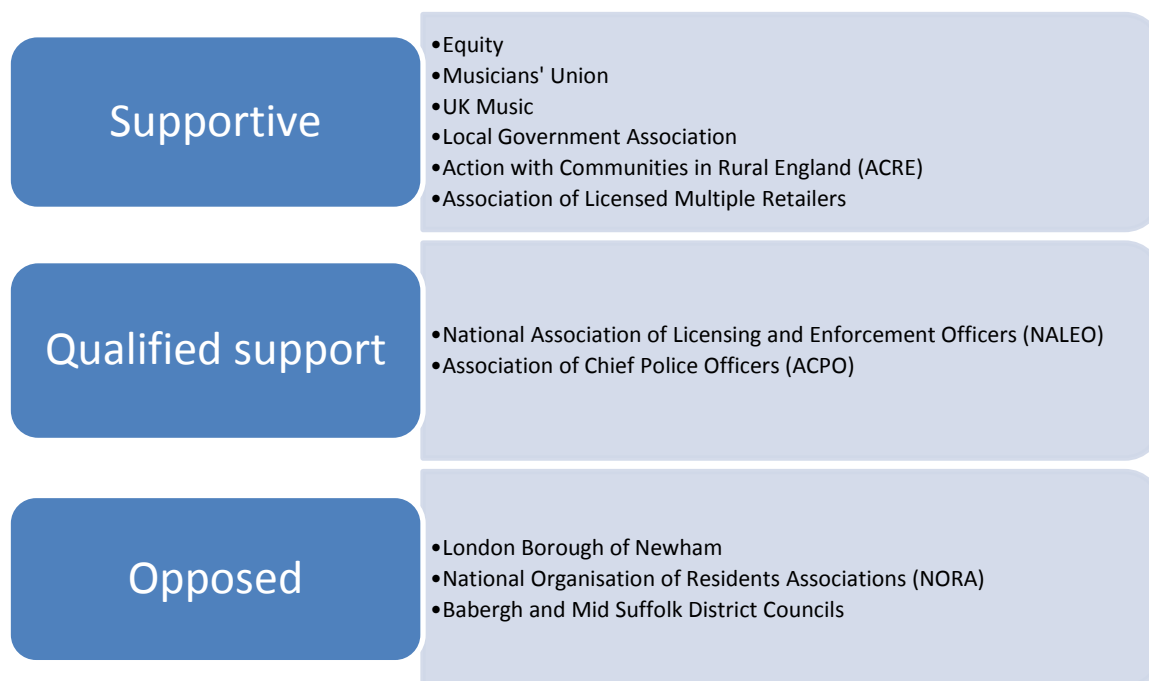 Supportive
•Equity
•Musicians' Union
•UK Music
•Local Government Association
•Action with Communities in Rural England (ACRE)
•Association of Licensed Multiple Retailers
Qualified support
•National Association of Licensing and Enforcement Officers (NALEO)
•Association of Chief Police Officers (ACPO)
Opposed
•London Borough of Newham
•National Organisation of Residents Associations (NORA)
•Babergh and Mid Suffolk District Councils